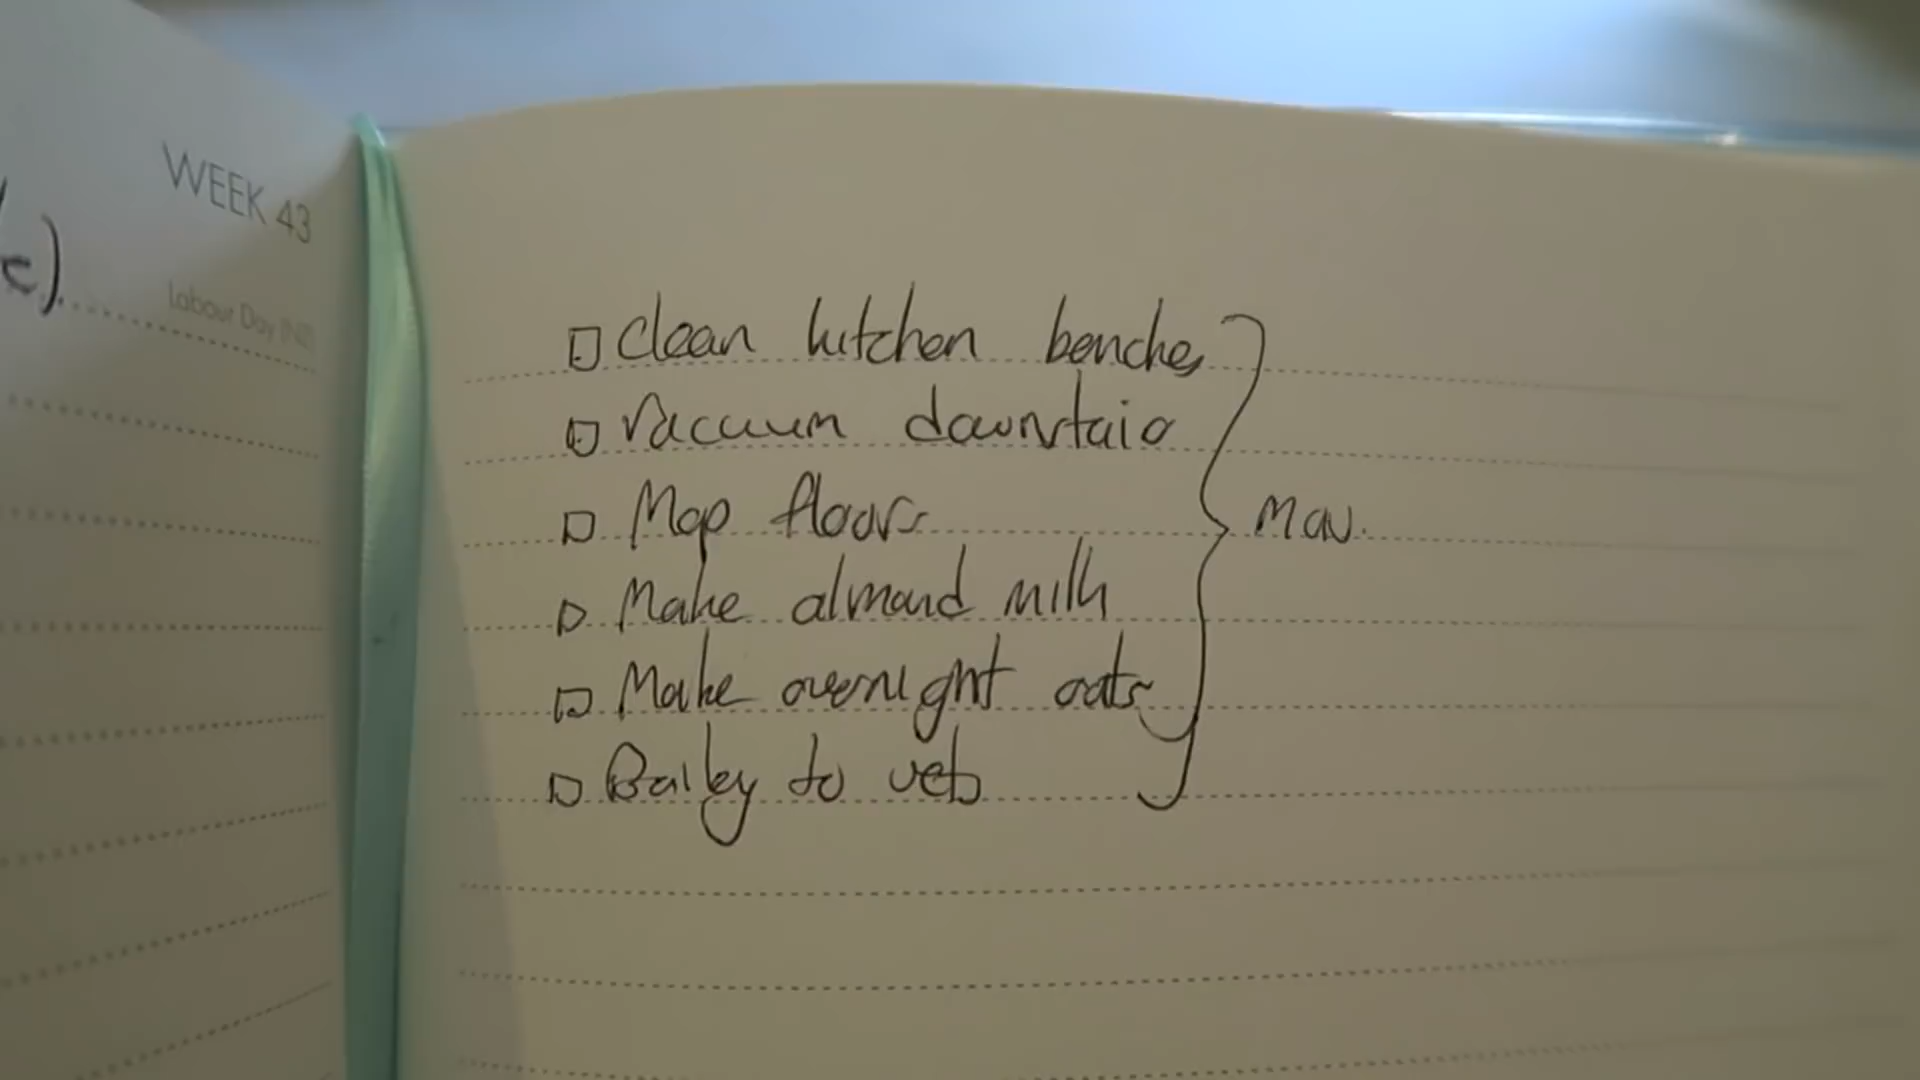 WEEK 43
Labour Day (NZ)
Clean kitchen benches
Vacuum downstairs
Mop floors
Make almond milk
Make overnight oats
Bailey to vets
Mon.